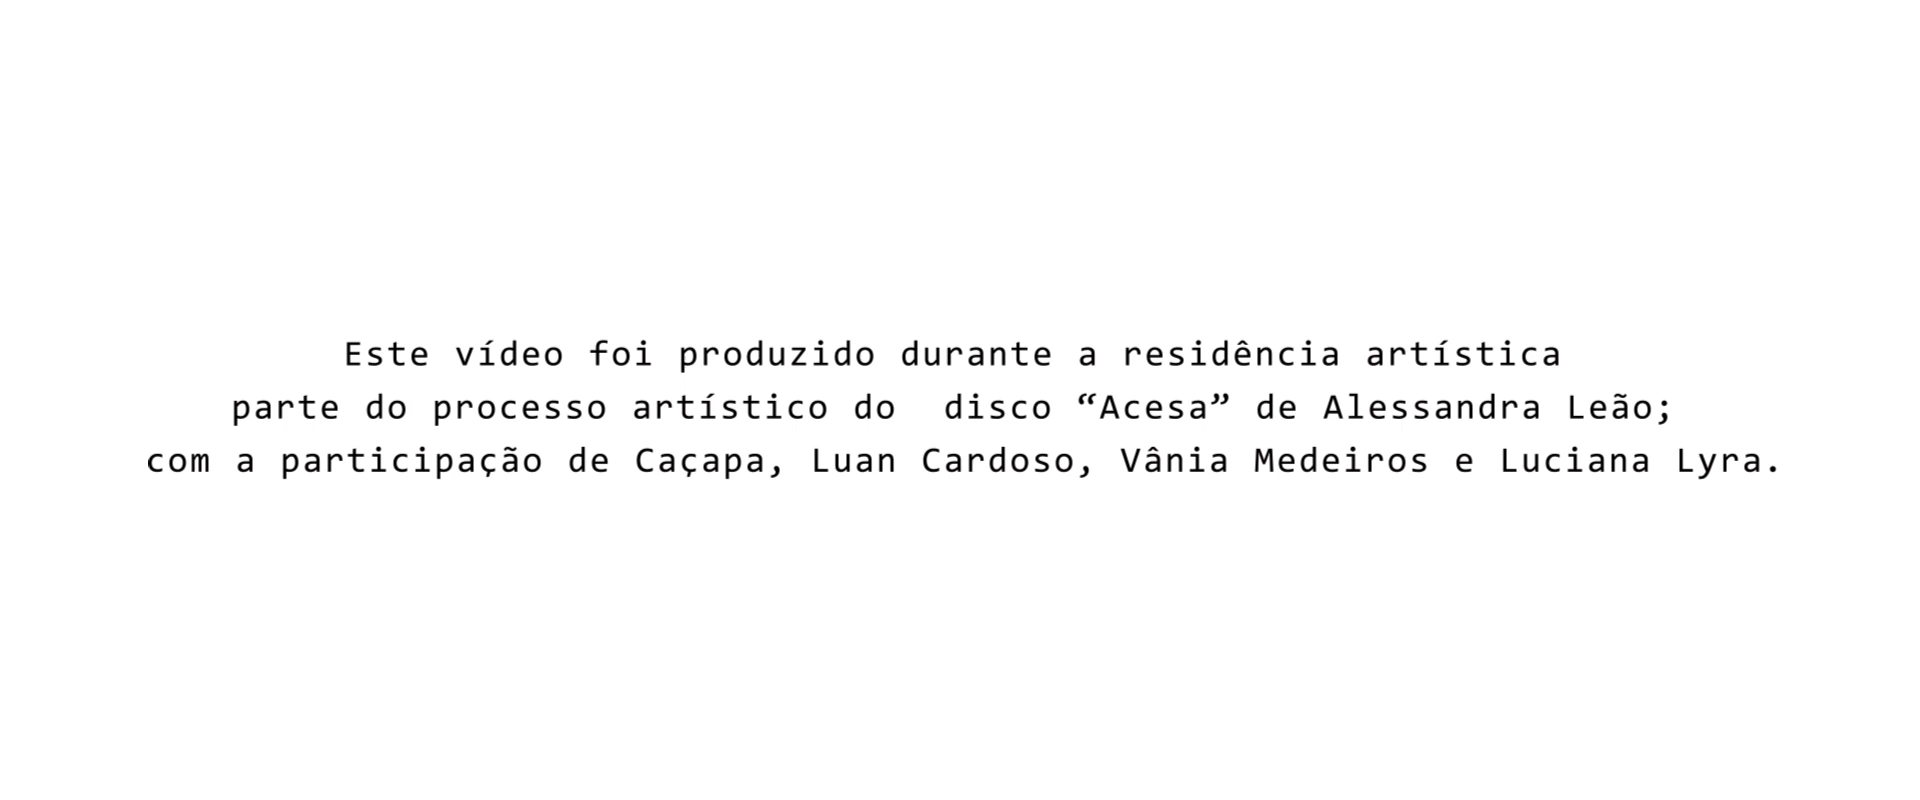 Este vídeo foi produzido durante a residência artística
parte do processo artístico do  disco “Acesa” de Alessandra Leão;
com a participação de Caçapa, Luan Cardoso, Vânia Medeiros e Luciana Lyra.